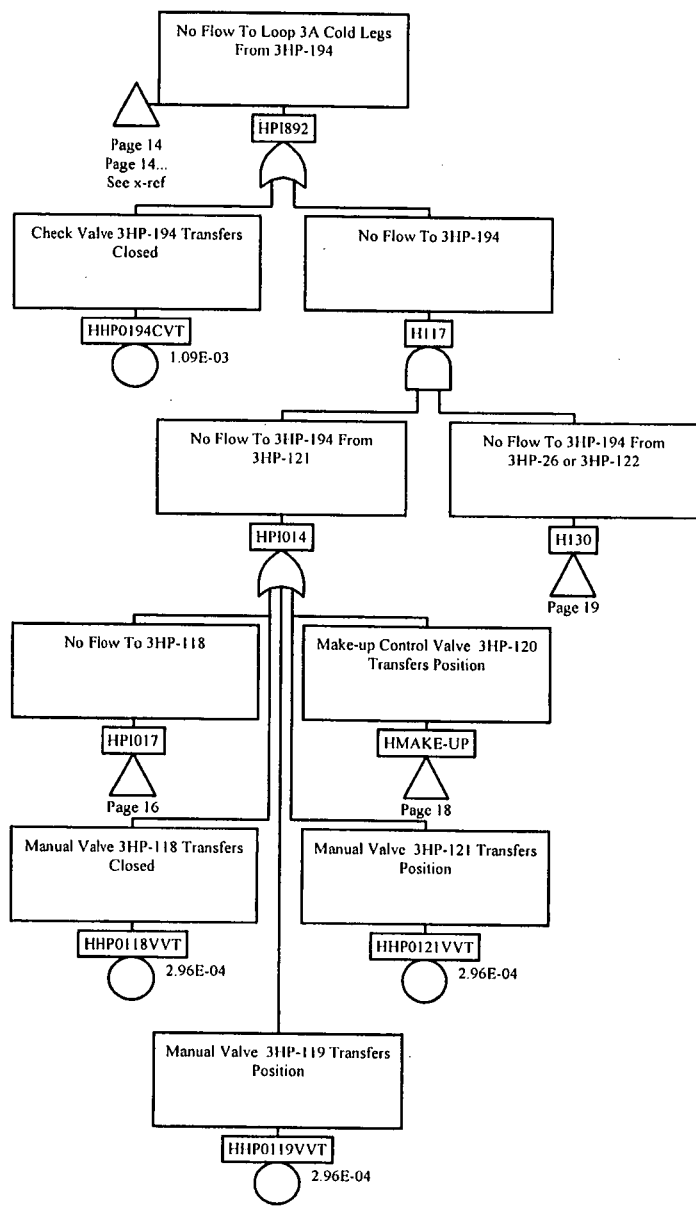 No Flow To Loop 3A Cold Legs
From 3HP-194
HPI892
Page 14
Page 14...
See x-ref
Check Valve 3HP-194 Transfers
Closed
HHP0194CVT
1.09E-03
No Flow To 3HP-194
H117
No Flow To 3HP-194 From
3HP-121
HPI014
No Flow To 3HP-194 From
3HP-26 or 3HP-122
H130
Page 19
No Flow To 3HP-118
HPI017
Page 16
Make-up Control Valve 3HP-120
Transfers Position
HMAKE-UP
Page 18
Manual Valve 3HP-118 Transfers
Closed
HHP0118VVT
2.96E-04
Manual Valve 3HP-121 Transfers
Position
HHP0121VVT
2.96E-04
Manual Valve 3HP-119 Transfers
Position
HHP0119VVT
2.96E-04